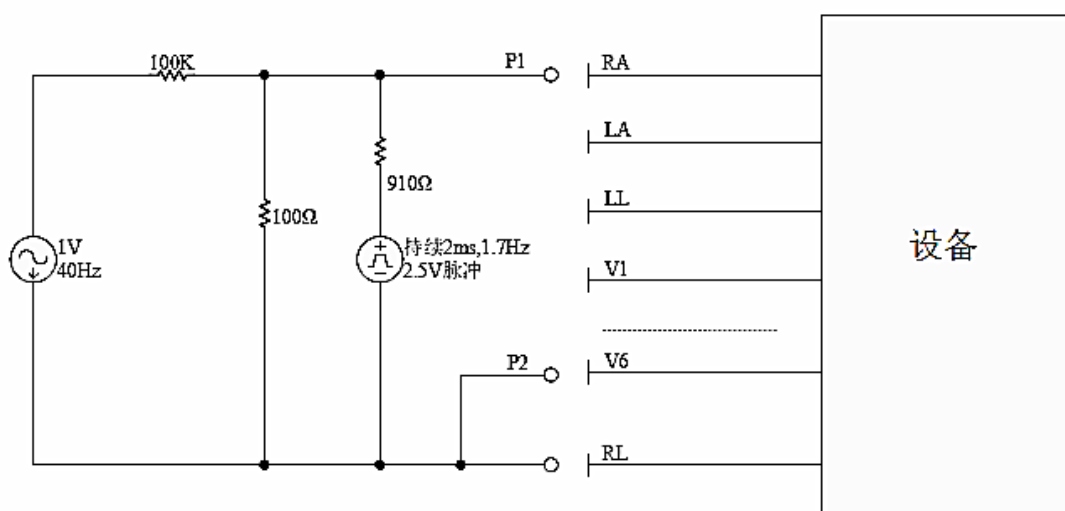 100K
P1
RA
LA
910Ω
LL
100Ω
1V
40Hz
持续2ms,1.7Hz
2.5V脉冲
设备
V1
P2
V6
RL